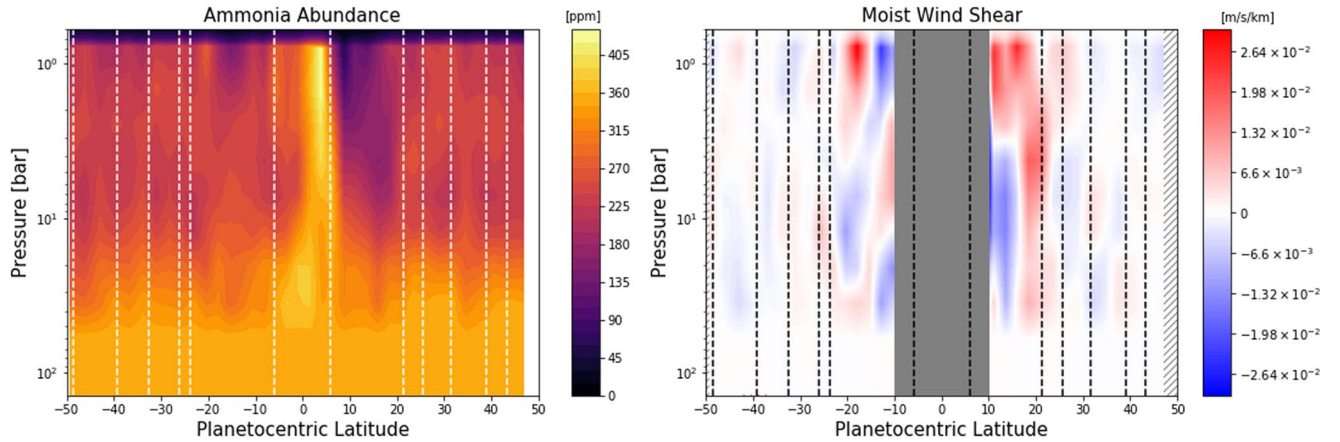 Ammonia Abundance
[ppm]
405
360
315
270
225
180
135
90
45
0
10⁰
10¹
10²
Pressure [bar]
−50 −40 −30 −20 −10 0 10 20 30 40 50
Planetocentric Latitude
Moist Wind Shear
[m/s/km]
2.64 × 10⁻²
1.98 × 10⁻²
1.32 × 10⁻²
6.6 × 10⁻³
0
−6.6 × 10⁻³
−1.32 × 10⁻²
−1.98 × 10⁻²
−2.64 × 10⁻²
10⁰
10¹
10²
Pressure [bar]
−50 −40 −30 −20 −10 0 10 20 30 40 50
Planetocentric Latitude